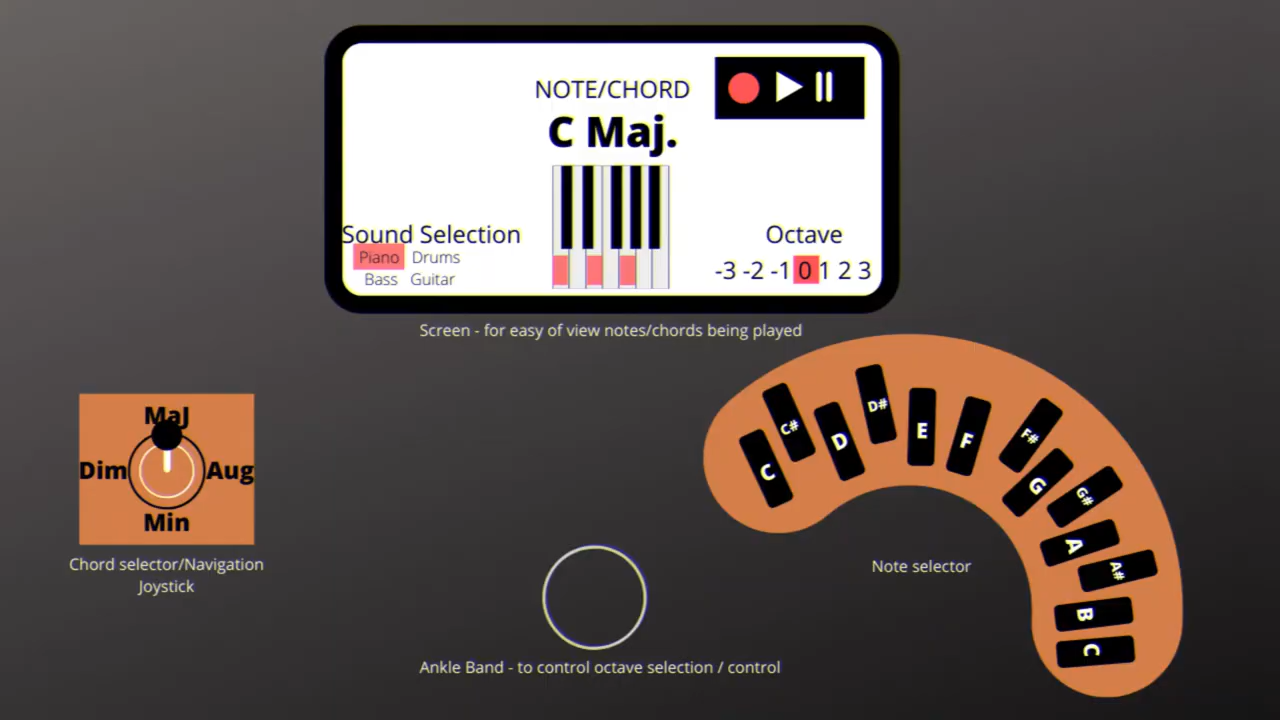 NOTE/CHORD
C Maj.
Sound Selection
Piano Drums
Bass Guitar
Octave
-3 -2 -1 0 1 2 3
Screen - for easy of view notes/chords being played
MaJ
Dim Aug
Min
Chord selector/Navigation
Joystick
C
C#
D
D#
E
F
F#
G
G#
A
A#
B
C
Note selector
Ankle Band - to control octave selection / control